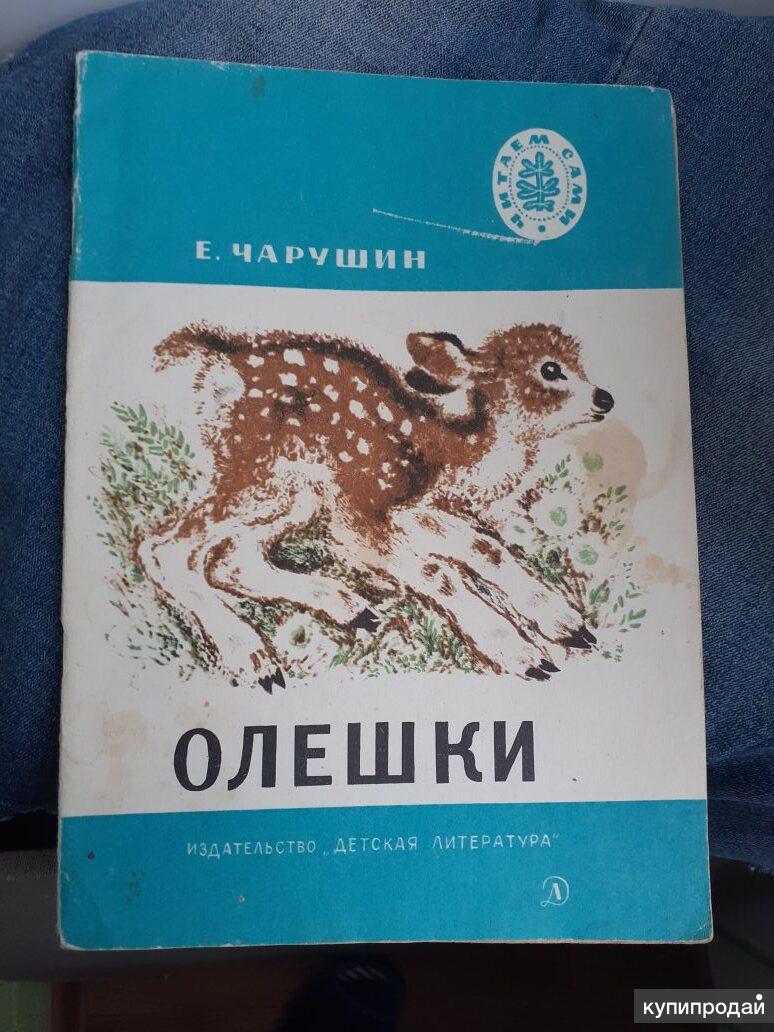 ЧИТАЕМ САМИ
Е. ЧАРУШИН
ОЛЕШКИ
ИЗДАТЕЛЬСТВО „ДЕТСКАЯ ЛИТЕРАТУРА"
Д
купипродай